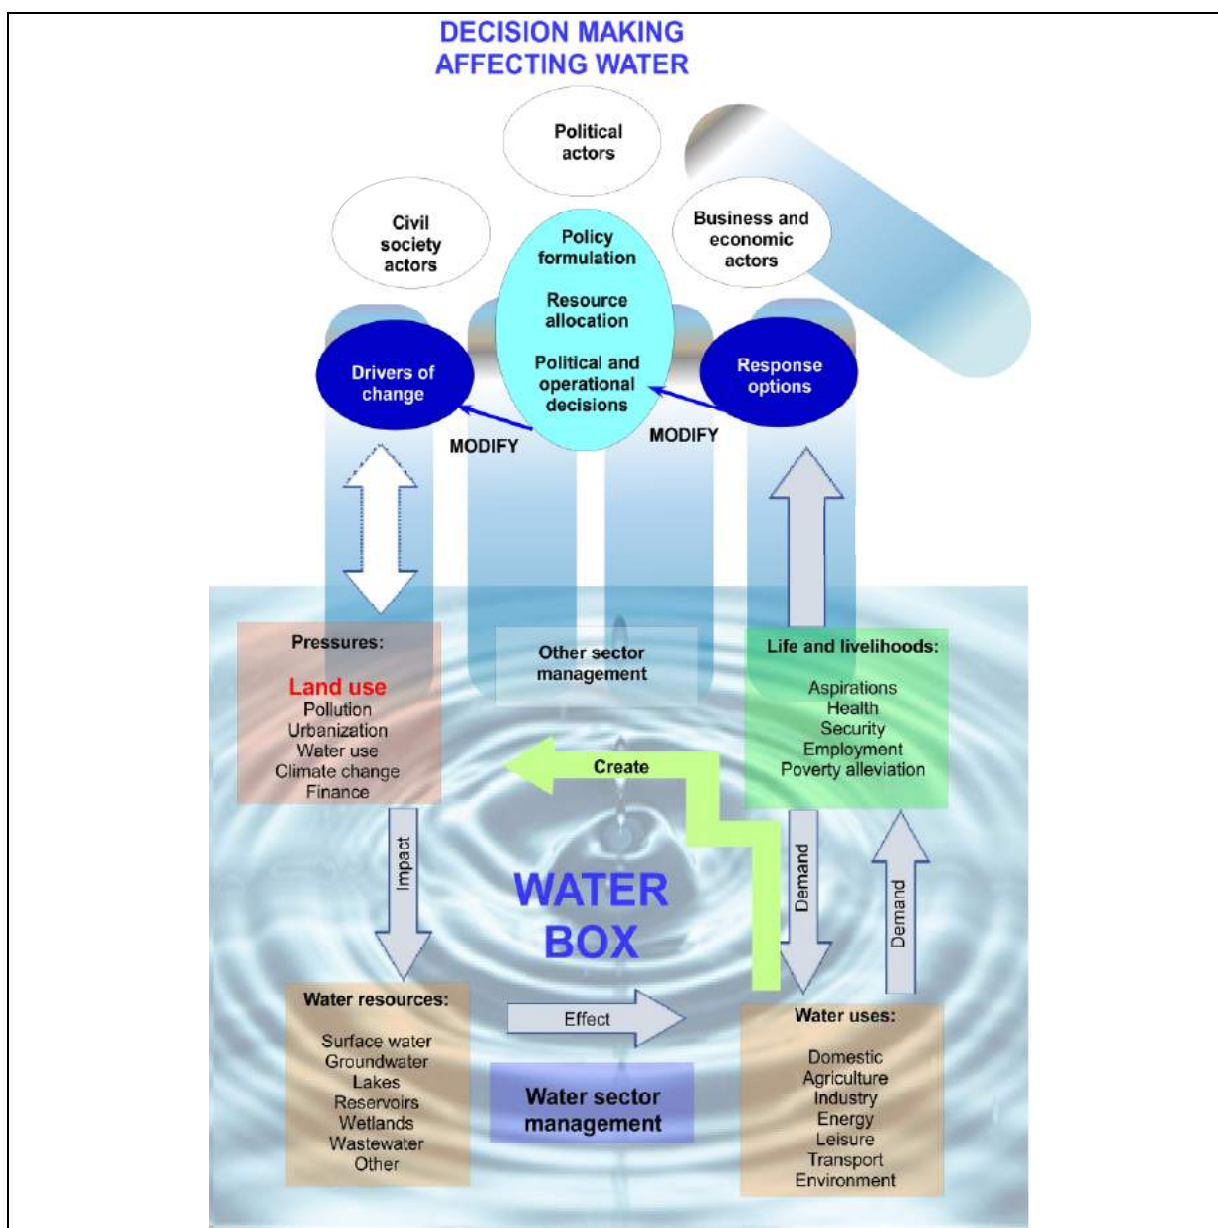 DECISION MAKING
AFFECTING WATER
Political
actors
Civil
society
actors
Business and
economic
actors
Policy
formulation
Resource
allocation
Political and
operational
decisions
Drivers of
change
Response
options
MODIFY
MODIFY
Pressures:
Land use
Pollution
Urbanization
Water use
Climate change
Finance
Other sector
management
Life and livelihoods:
Aspirations
Health
Security
Employment
Poverty alleviation
Create
Impact
Demand
Demand
WATER
BOX
Water resources:
Surface water
Groundwater
Lakes
Reservoirs
Wetlands
Wastewater
Other
Effect
Water sector
management
Water uses:
Domestic
Agriculture
Industry
Energy
Leisure
Transport
Environment